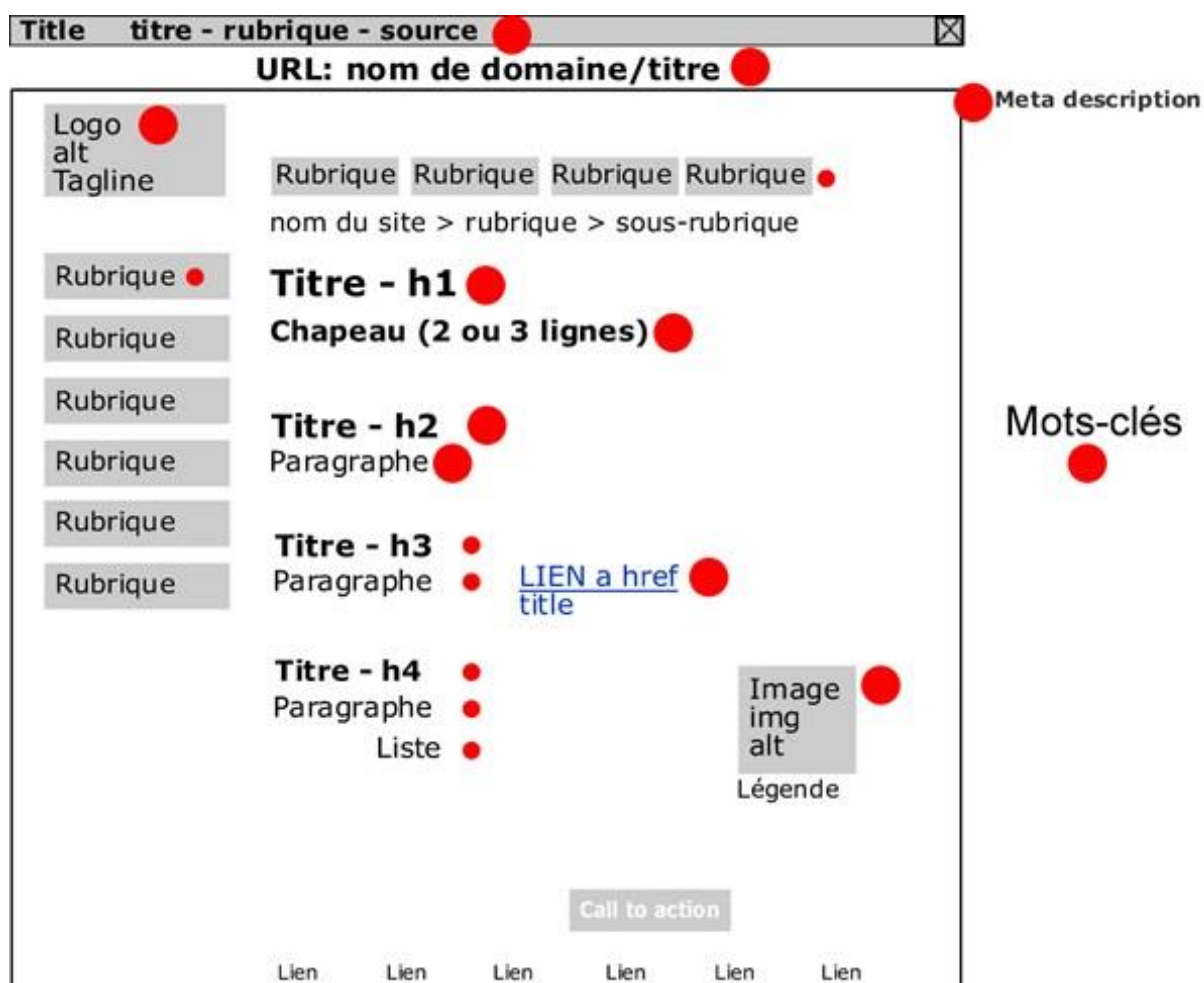 Title titre - rubrique - source
URL: nom de domaine/titre
Meta description
Logo
alt
Tagline
Rubrique Rubrique Rubrique Rubrique
nom du site > rubrique > sous-rubrique
Rubrique
Rubrique
Rubrique
Rubrique
Rubrique
Rubrique
Titre - h1
Chapeau (2 ou 3 lignes)
Titre - h2
Paragraphe
Mots-clés
Titre - h3
Paragraphe
LIEN a href
title
Titre - h4
Paragraphe
Liste
Image
img
alt
Légende
Call to action
Lien Lien Lien Lien Lien Lien